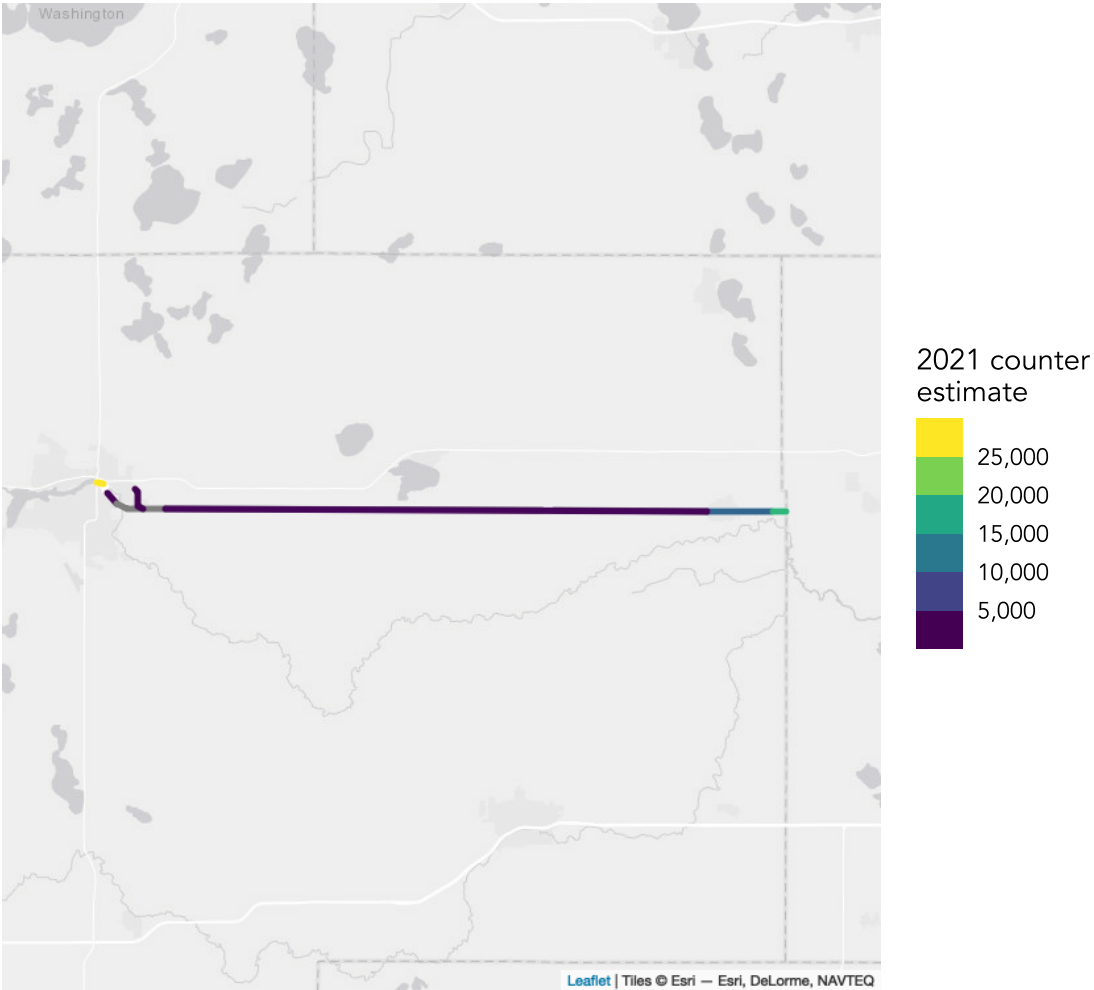 Washington
2021 counter
estimate
25,000
20,000
15,000
10,000
5,000
Leaflet | Tiles © Esri — Esri, DeLorme, NAVTEQ